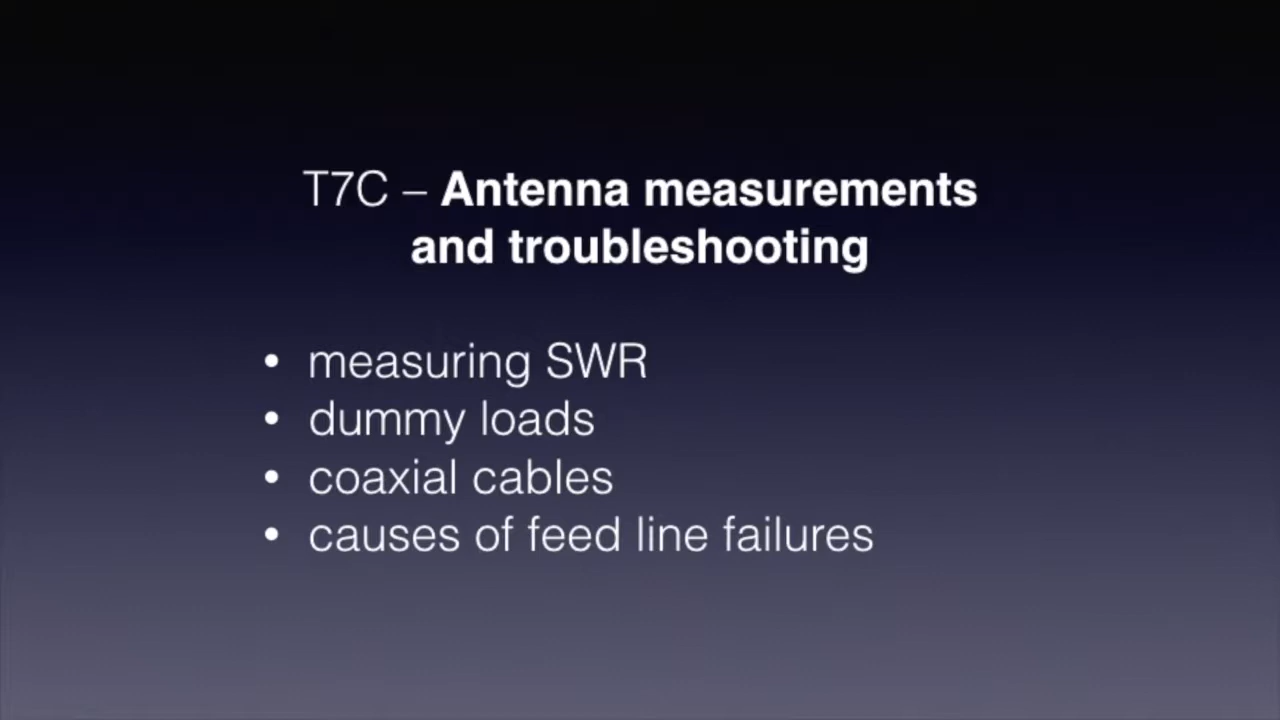 T7C – Antenna measurements
and troubleshooting
• measuring SWR
• dummy loads
• coaxial cables
• causes of feed line failures